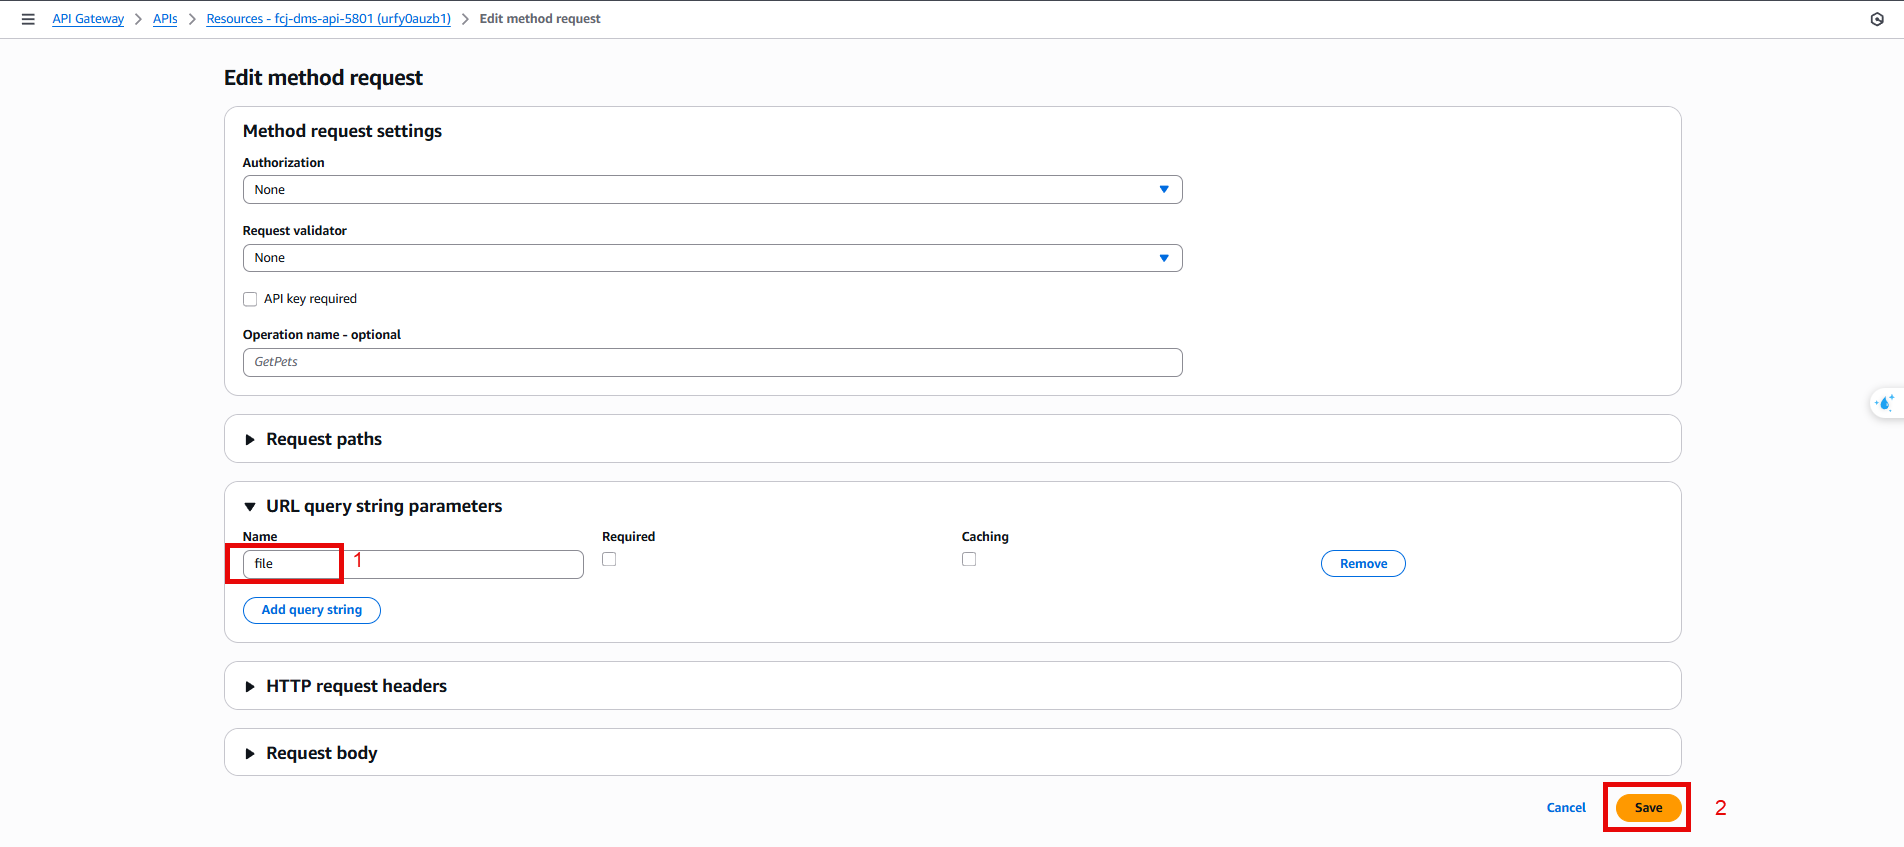 API Gateway > APIs > Resources - fcj-dms-api-5801 (urfy0auzb1) > Edit method request
Edit method request
Method request settings
Authorization
None
Request validator
None
API key required
Operation name - optional
GetPets
Request paths
URL query string parameters
Name Required Caching
file 1 Remove
Add query string
HTTP request headers
Request body
Cancel Save 2